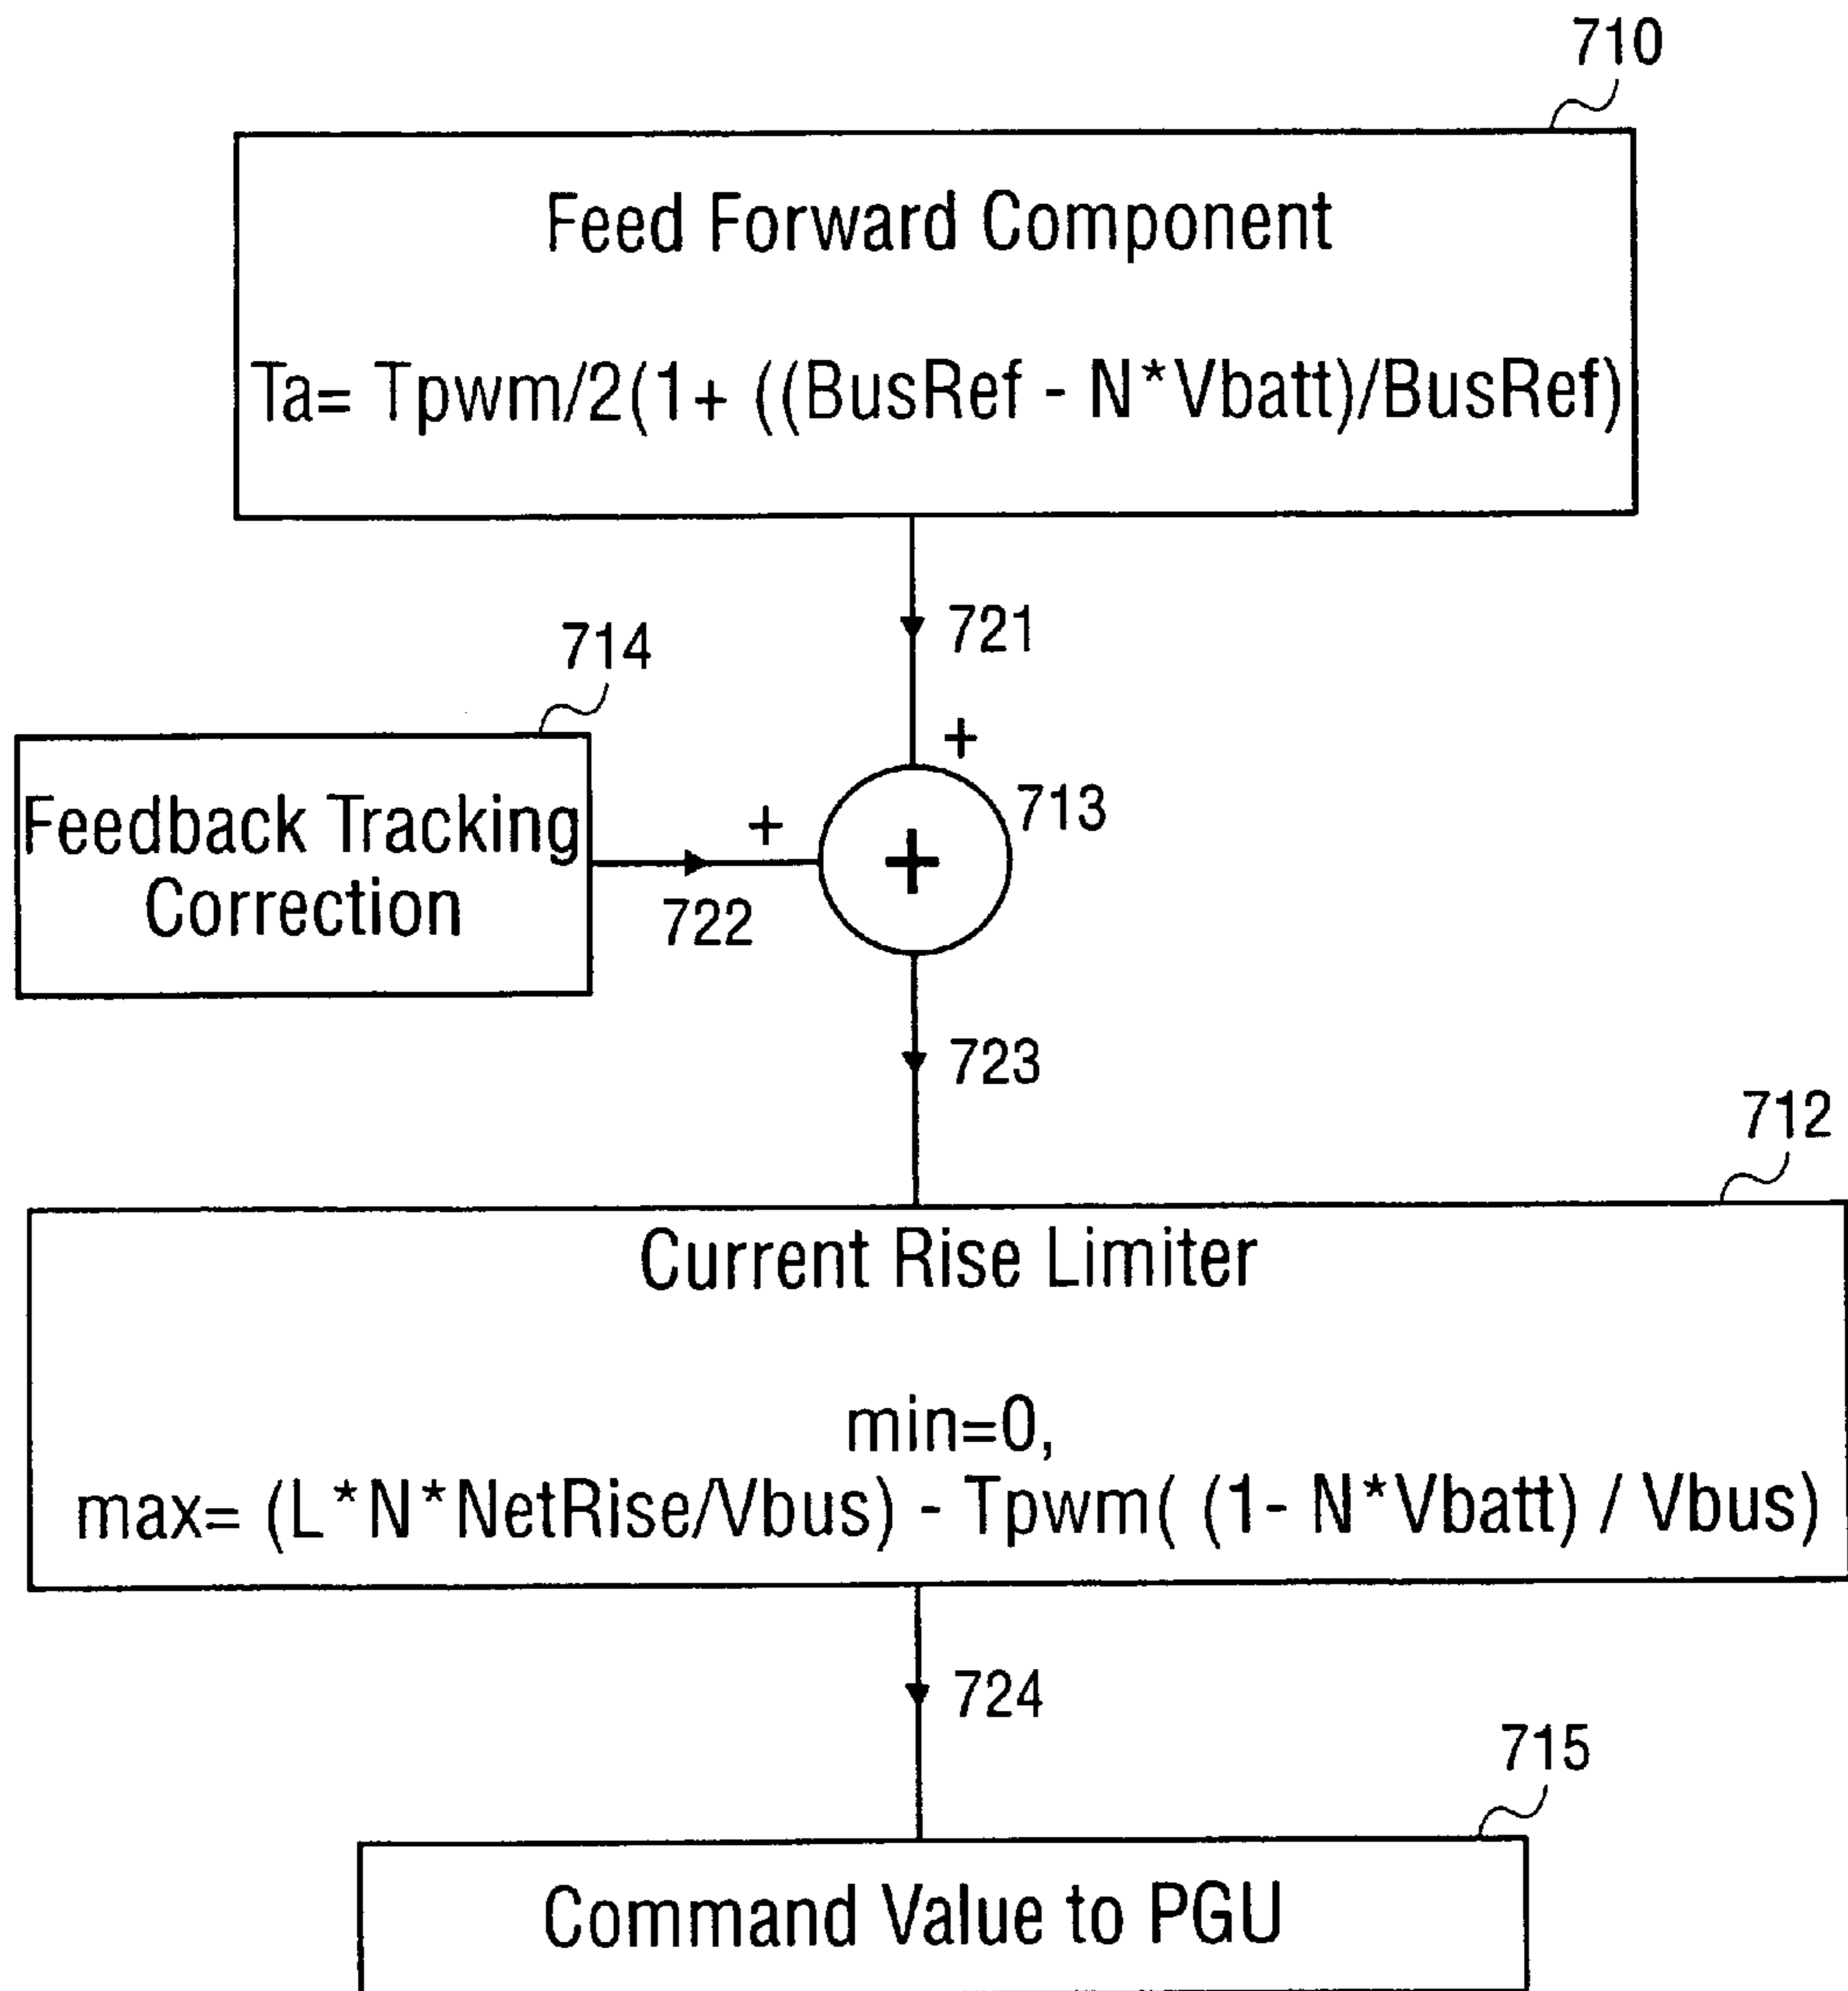 710
Feed Forward Component
Ta= Tpwm/2(1+ ((BusRef - N*Vbatt)/BusRef)
721
714
+
713
Feedback Tracking
Correction
+
+
722
723
712
Current Rise Limiter
min=0,
max= (L*N*NetRise/Vbus) - Tpwm( (1- N*Vbatt) / Vbus)
724
715
Command Value to PGU